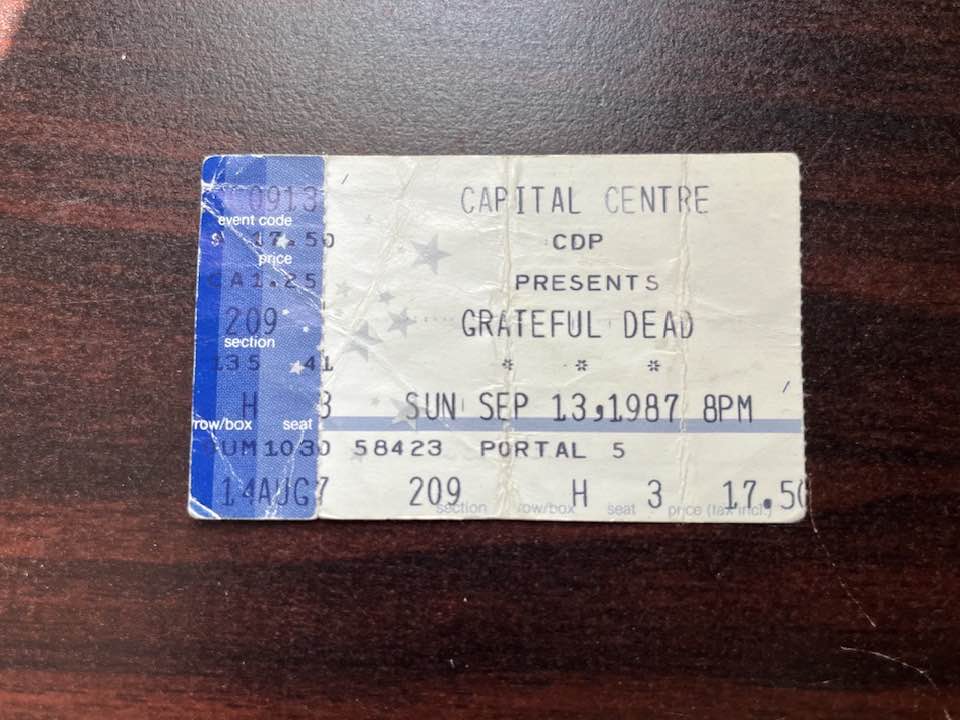 0913
event code
$ 17.50
price
CA1.25
209
section
135 41
H 3
row/box seat
UM1030
14AUG7
CAPITAL CENTRE
CDP
PRESENTS
GRATEFUL DEAD
* * *
SUN SEP 13,1987 8PM
58423 PORTAL 5
209 H 3 17.50
section row/box seat price (tax incl.)